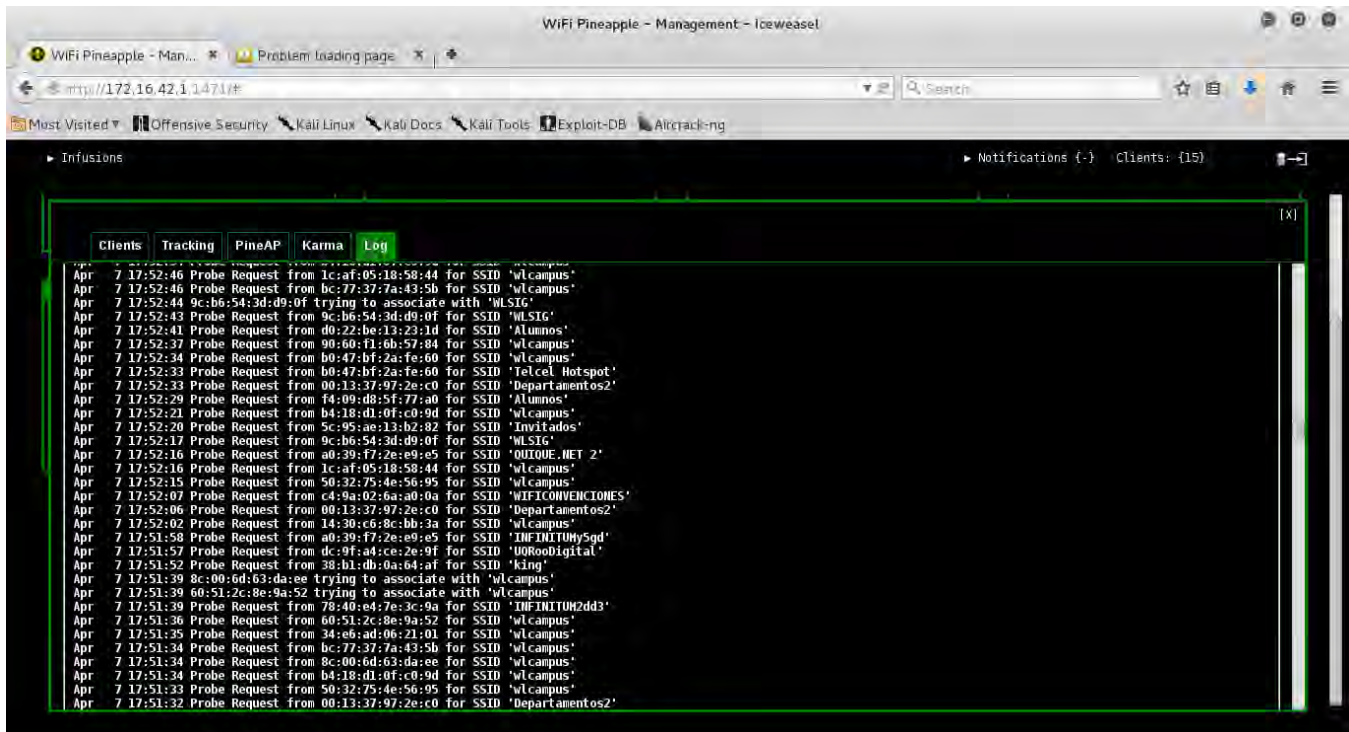 WiFi Pineapple - Management - Iceweasel
WiFi Pineapple - Man...
Problem loading page
http://172.16.42.1:1471/#
Search
Most Visited
Offensive Security
Kali Linux
Kali Docs
Kali Tools
Exploit-DB
Aircrack-ng
Infusions
Notifications {-}
Clients: {15}
[X]
Clients
Tracking
PineAP
Karma
Log
Apr 7 17:52:46 Probe Request from 1c:af:05:18:58:44 for SSID 'wlcampus'
Apr 7 17:52:46 Probe Request from bc:77:37:7a:43:5b for SSID 'wlcampus'
Apr 7 17:52:44 9c:b6:54:3d:d9:0f trying to associate with 'WLSIG'
Apr 7 17:52:43 Probe Request from 9c:b6:54:3d:d9:0f for SSID 'WLSIG'
Apr 7 17:52:41 Probe Request from d0:22:be:13:23:1d for SSID 'Alumnos'
Apr 7 17:52:37 Probe Request from 90:60:f1:6b:57:84 for SSID 'wlcampus'
Apr 7 17:52:34 Probe Request from b0:47:bf:2a:fe:60 for SSID 'wlcampus'
Apr 7 17:52:33 Probe Request from b0:47:bf:2a:fe:60 for SSID 'Telcel Hotspot'
Apr 7 17:52:33 Probe Request from 00:13:37:97:2e:c0 for SSID 'Departamentos2'
Apr 7 17:52:29 Probe Request from f4:09:d8:5f:77:a0 for SSID 'Alumnos'
Apr 7 17:52:21 Probe Request from b4:18:d1:0f:c0:9d for SSID 'wlcampus'
Apr 7 17:52:20 Probe Request from 5c:95:ae:13:b2:82 for SSID 'Invitados'
Apr 7 17:52:17 Probe Request from 9c:b6:54:3d:d9:0f for SSID 'WLSIG'
Apr 7 17:52:16 Probe Request from a0:39:f7:2e:e9:e5 for SSID 'QUIQUE.NET 2'
Apr 7 17:52:16 Probe Request from 1c:af:05:18:58:44 for SSID 'wlcampus'
Apr 7 17:52:15 Probe Request from 50:32:75:4e:56:95 for SSID 'wlcampus'
Apr 7 17:52:07 Probe Request from c4:9a:02:6a:a0:0a for SSID 'WIFICONVENCIONES'
Apr 7 17:52:06 Probe Request from 00:13:37:97:2e:c0 for SSID 'Departamentos2'
Apr 7 17:52:02 Probe Request from 14:30:c6:8c:bb:3a for SSID 'wlcampus'
Apr 7 17:51:58 Probe Request from a0:39:f7:2e:e9:e5 for SSID 'INFINITUMy5gd'
Apr 7 17:51:57 Probe Request from dc:9f:a4:ce:2e:9f for SSID 'UQRooDigital'
Apr 7 17:51:52 Probe Request from 38:b1:db:0a:64:af for SSID 'king'
Apr 7 17:51:39 8c:00:6d:63:da:ee trying to associate with 'wlcampus'
Apr 7 17:51:39 60:51:2c:8e:9a:52 trying to associate with 'wlcampus'
Apr 7 17:51:39 Probe Request from 78:40:e4:7e:3c:9a for SSID 'INFINITUM2dd3'
Apr 7 17:51:36 Probe Request from 60:51:2c:8e:9a:52 for SSID 'wlcampus'
Apr 7 17:51:35 Probe Request from 34:e6:ad:06:21:01 for SSID 'wlcampus'
Apr 7 17:51:34 Probe Request from bc:77:37:7a:43:5b for SSID 'wlcampus'
Apr 7 17:51:34 Probe Request from 8c:00:6d:63:da:ee for SSID 'wlcampus'
Apr 7 17:51:34 Probe Request from b4:18:d1:0f:c0:9d for SSID 'wlcampus'
Apr 7 17:51:33 Probe Request from 50:32:75:4e:56:95 for SSID 'wlcampus'
Apr 7 17:51:32 Probe Request from 00:13:37:97:2e:c0 for SSID 'Departamentos2'